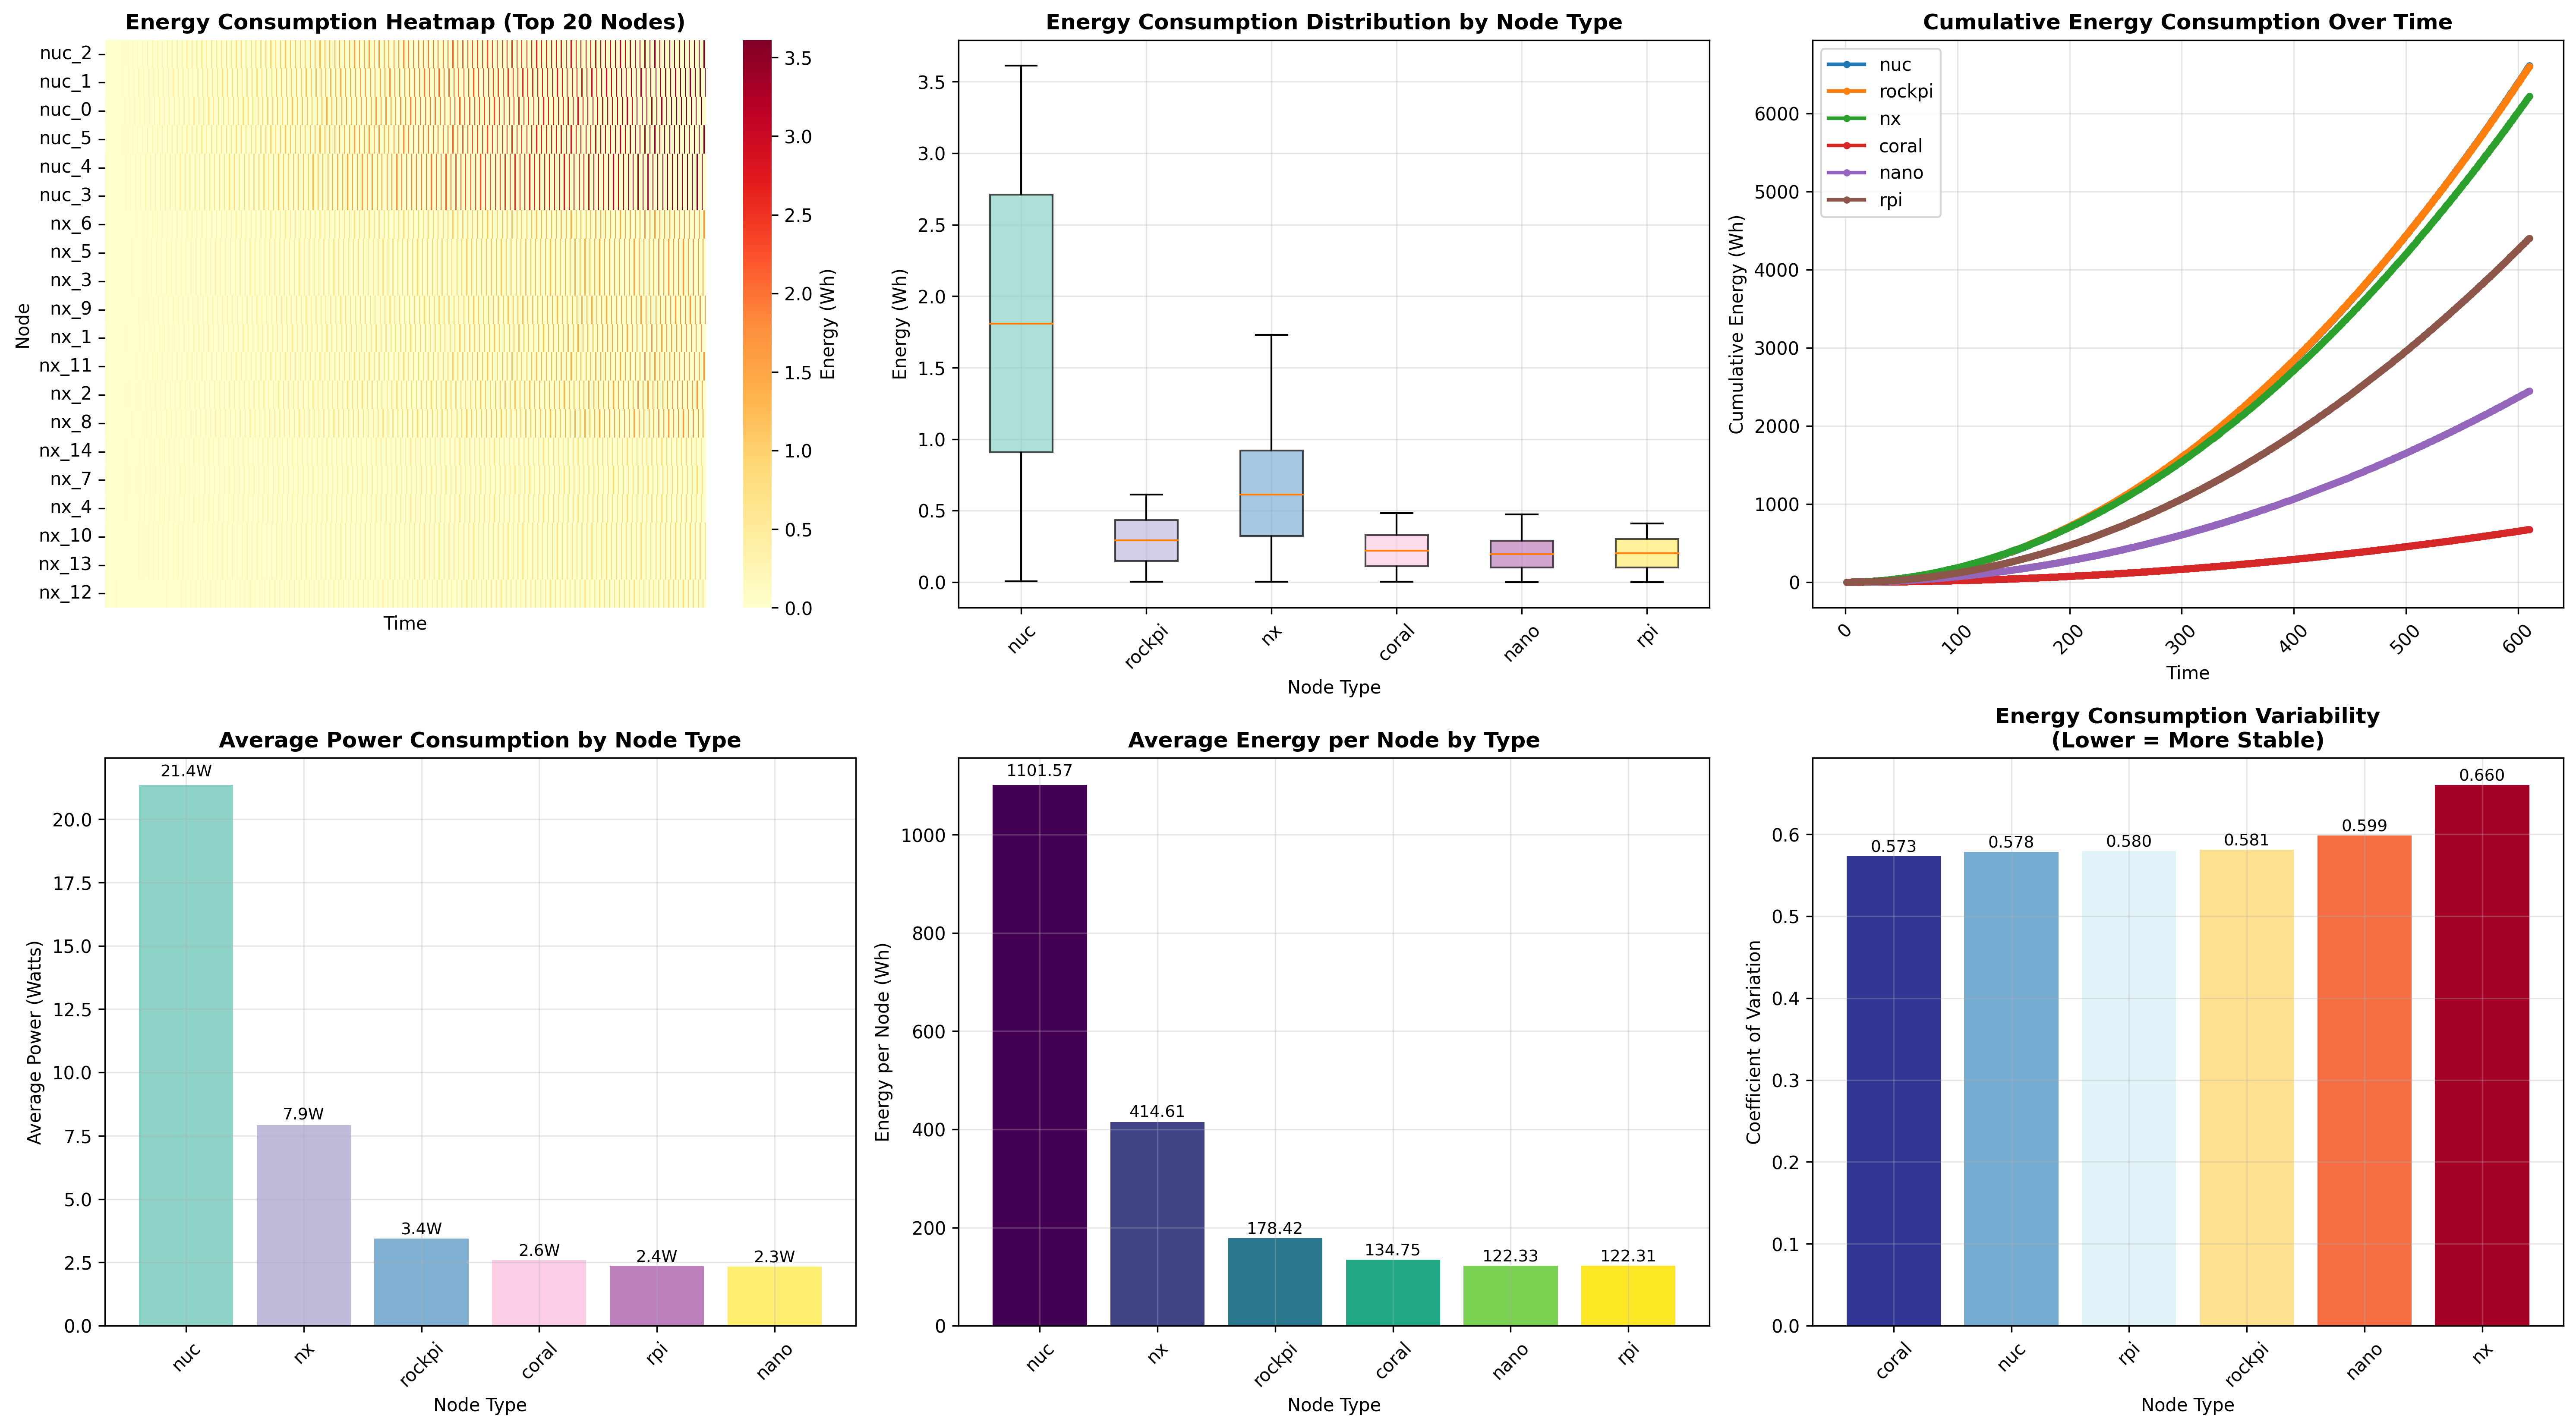 Energy Consumption Heatmap (Top 20 Nodes)
Node
nuc_2
nuc_1
nuc_0
nuc_5
nuc_4
nuc_3
nx_6
nx_5
nx_3
nx_9
nx_1
nx_11
nx_2
nx_8
nx_14
nx_7
nx_4
nx_10
nx_13
nx_12
Time
3.5
3.0
2.5
2.0
1.5
1.0
0.5
0.0
Energy (Wh)
Energy Consumption Distribution by Node Type
Energy (Wh)
3.5
3.0
2.5
2.0
1.5
1.0
0.5
0.0
nuc
rockpi
nx
coral
nano
rpi
Node Type
Cumulative Energy Consumption Over Time
nuc
rockpi
nx
coral
nano
rpi
Cumulative Energy (Wh)
6000
5000
4000
3000
2000
1000
0
0
100
200
300
400
500
600
Time
Average Power Consumption by Node Type
Average Power (Watts)
20.0
17.5
15.0
12.5
10.0
7.5
5.0
2.5
0.0
21.4W
7.9W
3.4W
2.6W
2.4W
2.3W
nuc
nx
rockpi
coral
rpi
nano
Node Type
Average Energy per Node by Type
Energy per Node (Wh)
1000
800
600
400
200
0
1101.57
414.61
178.42
134.75
122.33
122.31
nuc
nx
rockpi
coral
nano
rpi
Node Type
Energy Consumption Variability
(Lower = More Stable)
Coefficient of Variation
0.6
0.5
0.4
0.3
0.2
0.1
0.0
0.573
0.578
0.580
0.581
0.599
0.660
coral
nuc
rpi
rockpi
nano
nx
Node Type